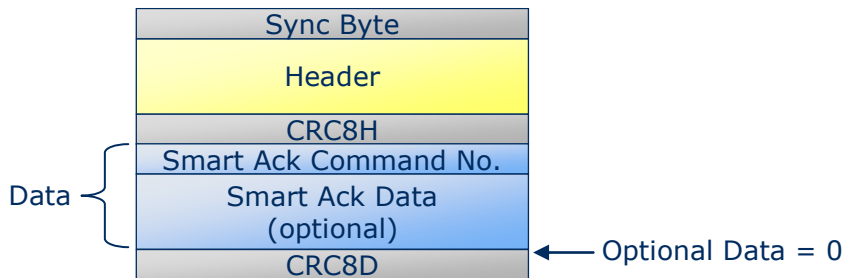 Sync Byte
Header
CRC8H
Smart Ack Command No.
Data
Smart Ack Data
(optional)
Optional Data = 0
CRC8D